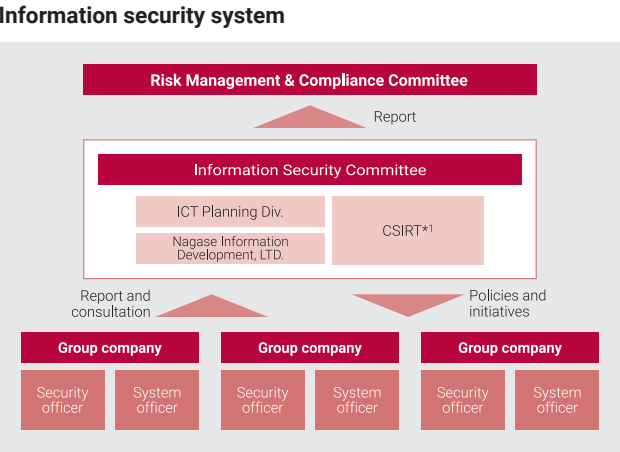 Information security system
Risk Management & Compliance Committee
Report
Information Security Committee
ICT Planning Div.
Nagase Information
Development, LTD.
CSIRT*1
Report and
consultation
Policies and
initiatives
Group company
Group company
Group company
Security
officer
System
officer
Security
officer
System
officer
Security
officer
System
officer